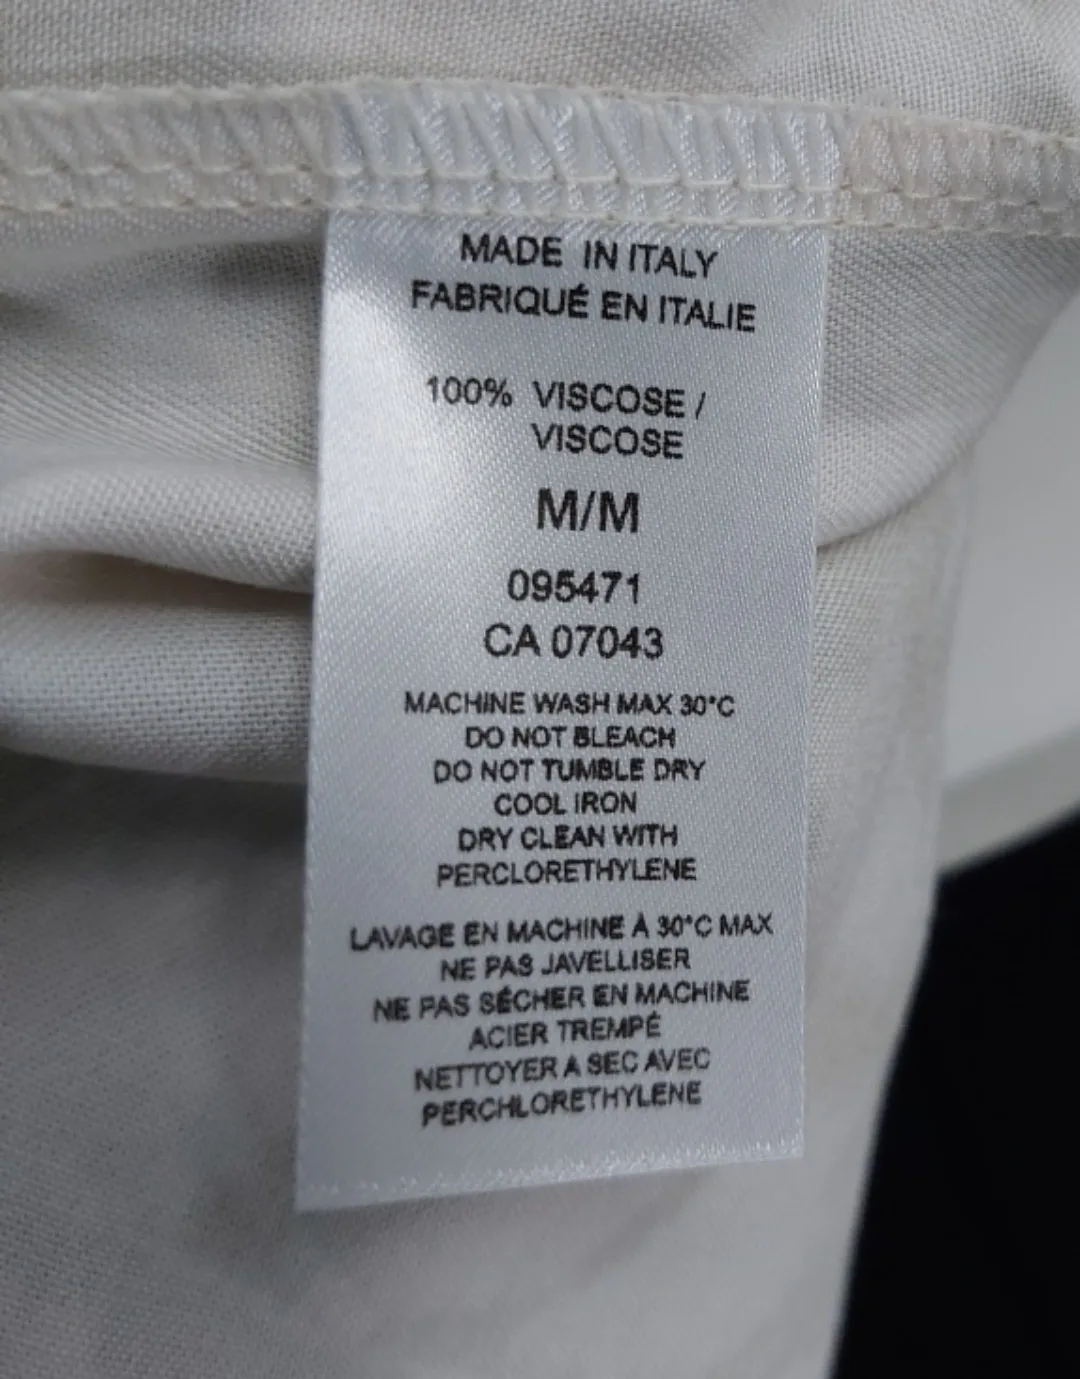 MADE IN ITALY
FABRIQUÉ EN ITALIE
100% VISCOSE /
VISCOSE
M/M
095471
CA 07043
MACHINE WASH MAX 30°C
DO NOT BLEACH
DO NOT TUMBLE DRY
COOL IRON
DRY CLEAN WITH
PERCLORETHYLENE
LAVAGE EN MACHINE À 30°C MAX
NE PAS JAVELLISER
NE PAS SÉCHER EN MACHINE
ACIER TREMPÉ
NETTOYER A SEC AVEC
PERCHLORETHYLENE